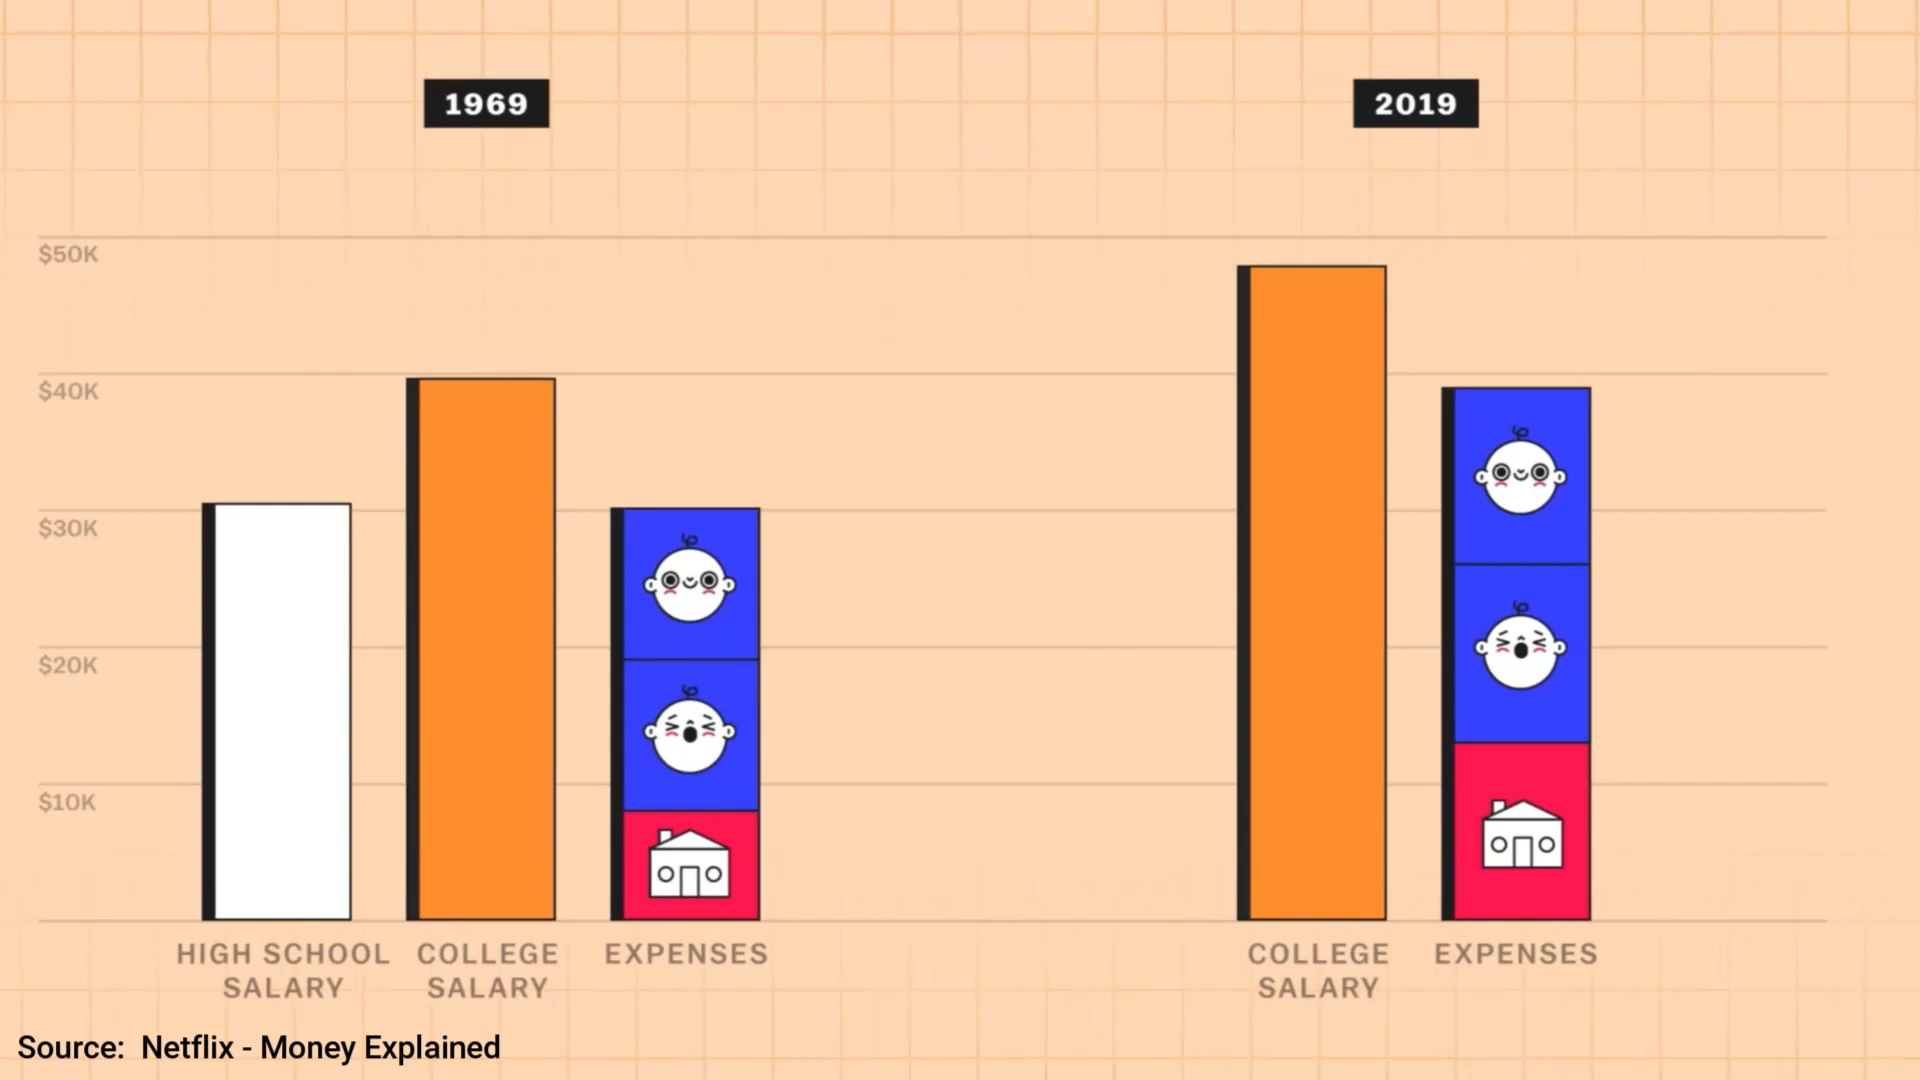 1969
2019
$50K
$40K
$30K
$20K
$10K
HIGH SCHOOL
SALARY
COLLEGE
SALARY
EXPENSES
COLLEGE
SALARY
EXPENSES
Source: Netflix - Money Explained